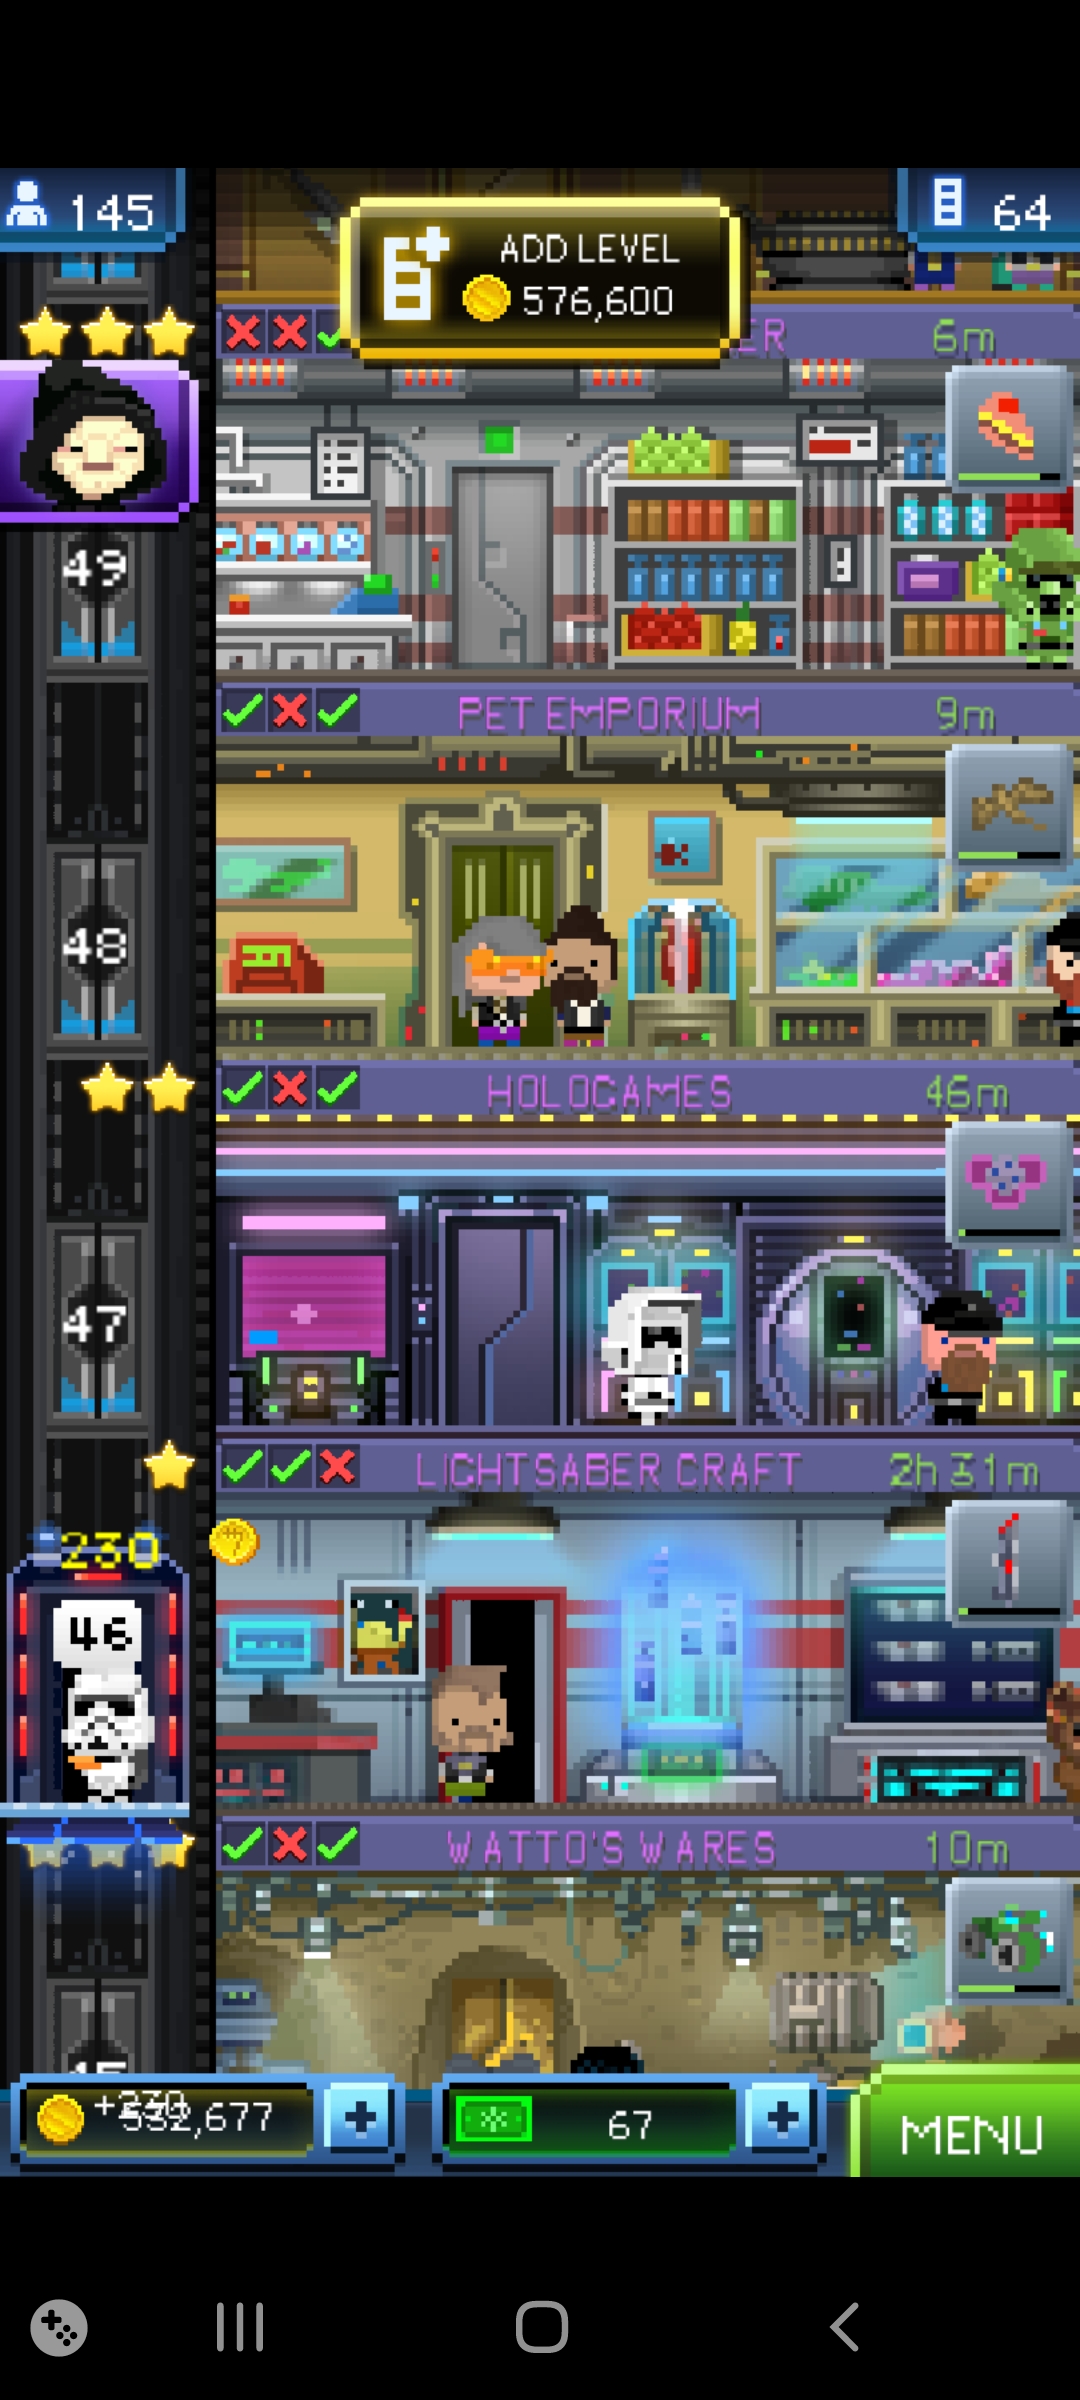 145
ADD LEVEL
576,600
64
ER
6m
49
PET EMPORIUM
9m
48
HOLOGAMES
46m
47
LIGHTSABER CRAFT
2h 31m
230
46
WATTO'S WARES
10m
+230
532,677
67
MENU